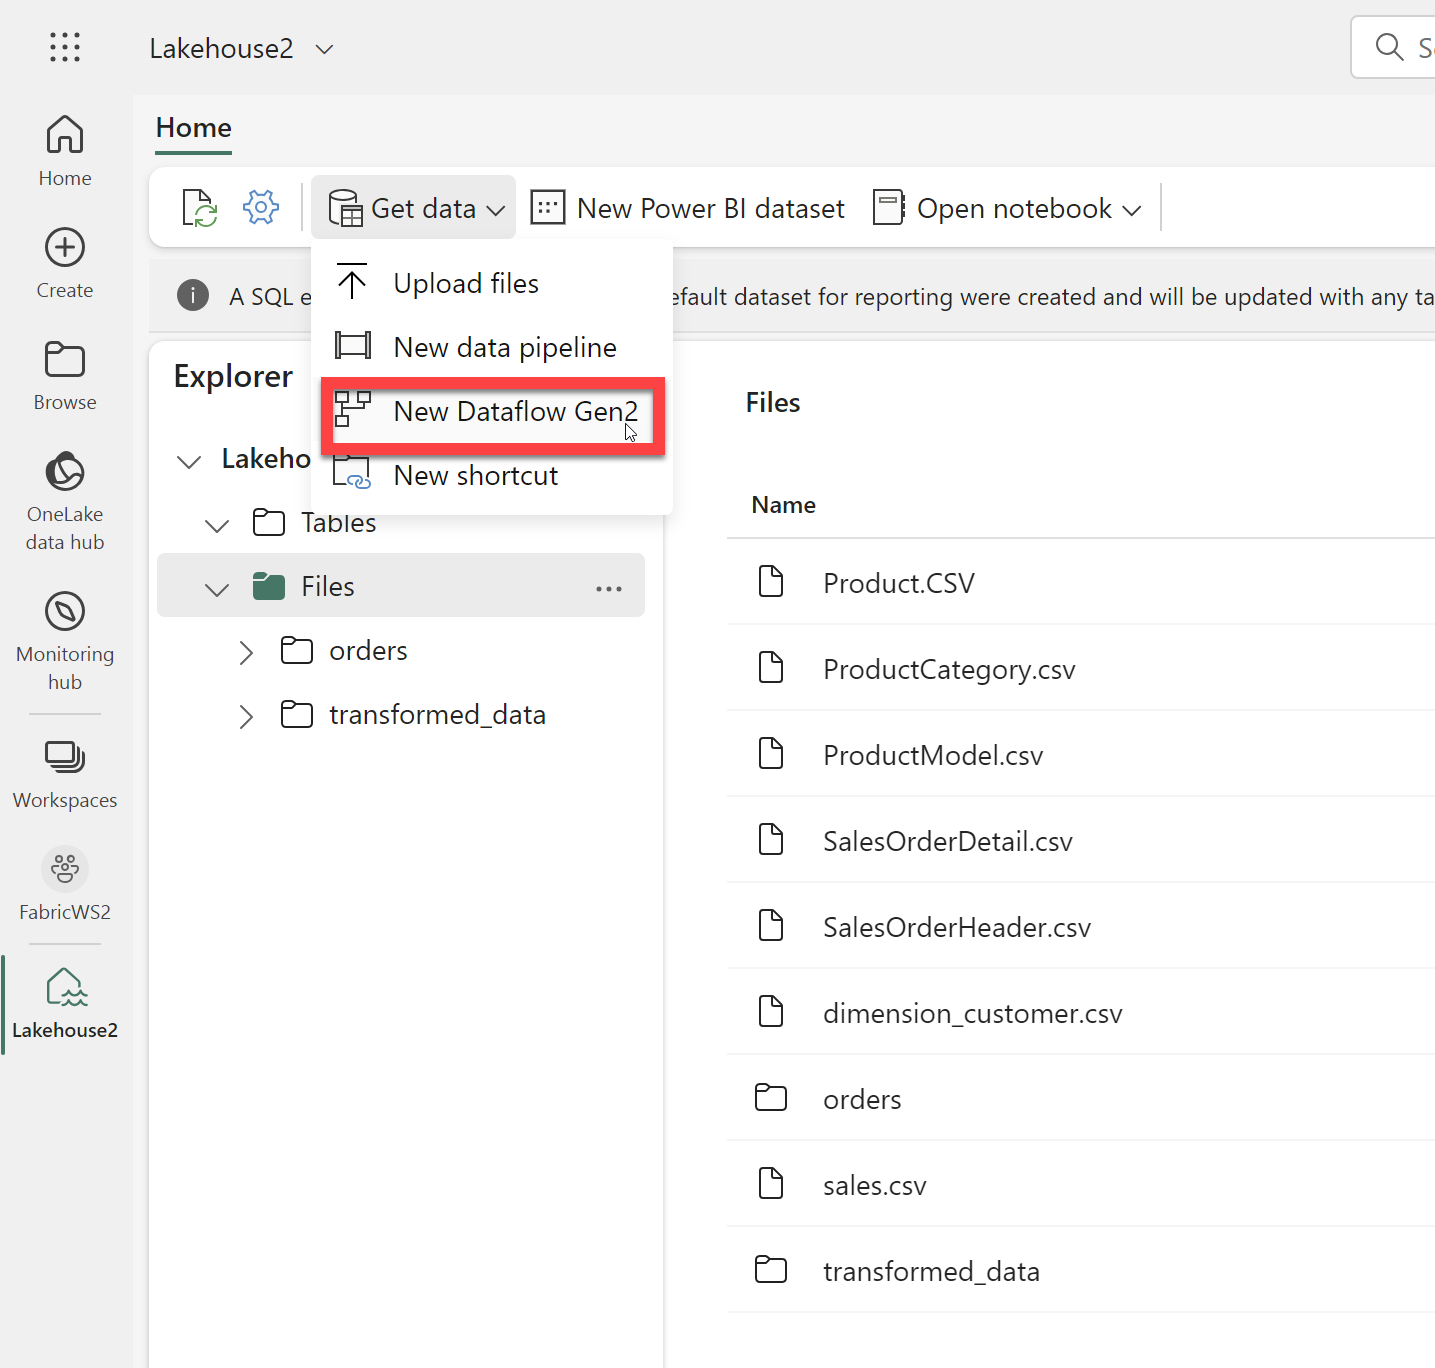 Lakehouse2
Home
Home
Create
Browse
OneLake
data hub
Monitoring
hub
Workspaces
FabricWS2
Lakehouse2
Get data
New Power BI dataset
Open notebook
Upload files
New data pipeline
New Dataflow Gen2
New shortcut
A SQL
default dataset for reporting were created and will be updated with any
Explorer
Lakeho
Tables
Files
...
orders
transformed_data
Files
Name
Product.CSV
ProductCategory.csv
ProductModel.csv
SalesOrderDetail.csv
SalesOrderHeader.csv
dimension_customer.csv
orders
sales.csv
transformed_data